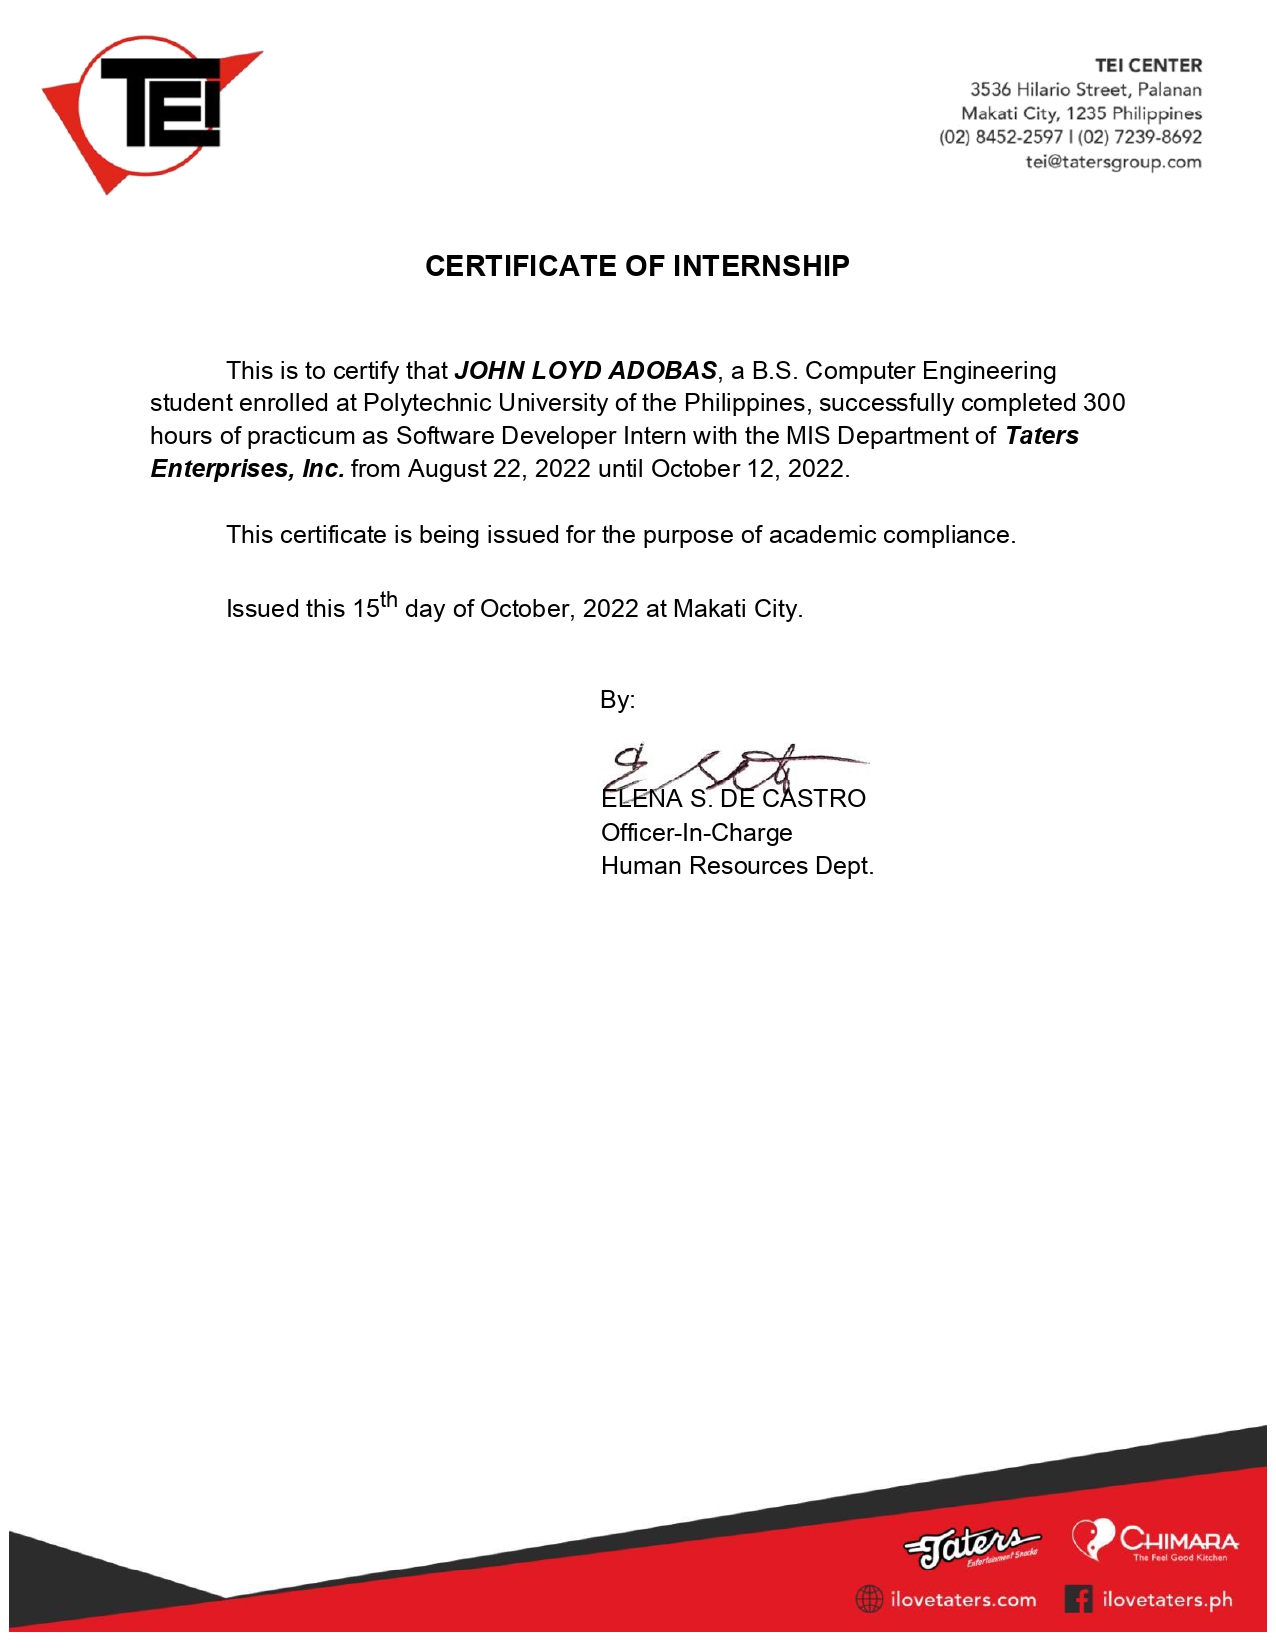 TEI
TEI CENTER
3536 Hilario Street, Palanan
Makati City, 1235 Philippines
(02) 8452-2597 | (02) 7239-8692
tei@tatersgroup.com
CERTIFICATE OF INTERNSHIP
This is to certify that JOHN LOYD ADOBAS, a B.S. Computer Engineering
student enrolled at Polytechnic University of the Philippines, successfully completed 300
hours of practicum as Software Developer Intern with the MIS Department of Taters
Enterprises, Inc. from August 22, 2022 until October 12, 2022.
This certificate is being issued for the purpose of academic compliance.
Issued this 15th day of October, 2022 at Makati City.
By:
ELENA S. DE CASTRO
Officer-In-Charge
Human Resources Dept.
Taters
Entertainment Snacks
CHIMARA
The Feel Good Kitchen
ilovetaters.com
ilovetaters.ph